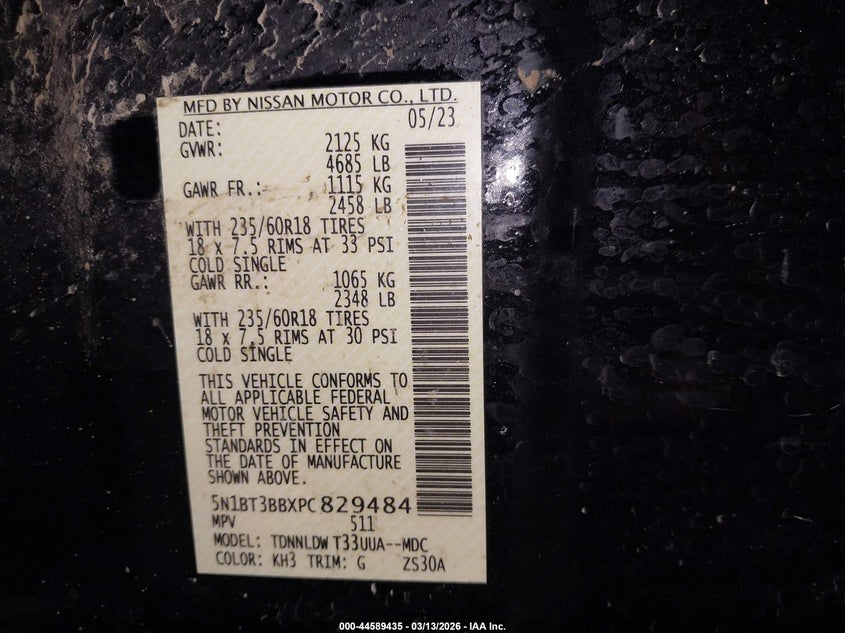 MFD BY NISSAN MOTOR CO., LTD.
DATE: 05/23
GVWR: 2125 KG
4685 LB
GAWR FR.: 1115 KG
2458 LB
WITH 235/60R18 TIRES
18 x 7.5 RIMS AT 33 PSI
COLD SINGLE
GAWR RR.: 1065 KG
2348 LB
WITH 235/60R18 TIRES
18 x 7.5 RIMS AT 30 PSI
COLD SINGLE
THIS VEHICLE CONFORMS TO
ALL APPLICABLE FEDERAL
MOTOR VEHICLE SAFETY AND
THEFT PREVENTION
STANDARDS IN EFFECT ON
THE DATE OF MANUFACTURE
SHOWN ABOVE.
5N1BT3BBXPC829484
MPV 511
MODEL: TDNNLDW T33UUA--MDC
COLOR: KH3 TRIM: G ZS30A
000-44589435 - 03/13/2026 - IAA Inc.